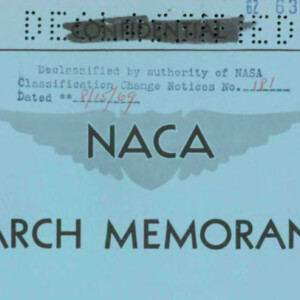 62 63
CONFIDENTIAL
Declassified by authority of NASA
Classification Change Notices No. 181
Dated ** 8/15/69
NACA
ARCH MEMORAN